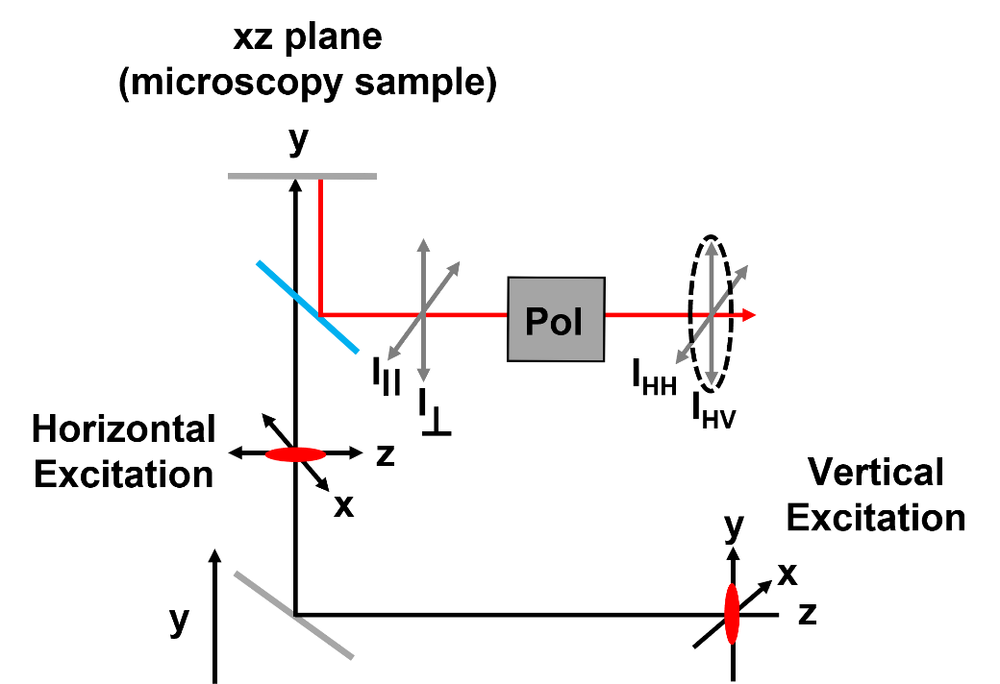 xz plane
(microscopy sample)
y
I||
I⊥
Pol
IHH
IHV
Horizontal
Excitation
z
x
Vertical
Excitation
y
x
z
y